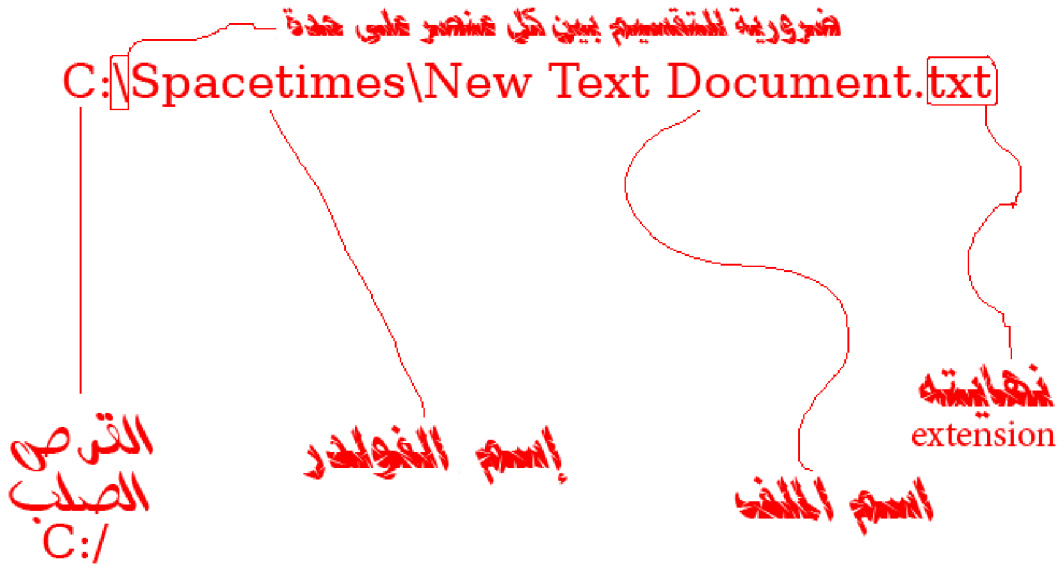 ضرورية للتقسيم بين كل عنصر على حدة
C:\Spacetimes\New Text Document.txt
نهايته
extension
القرص
الصلب
C:/
إسم الفولدر
اسم الملف